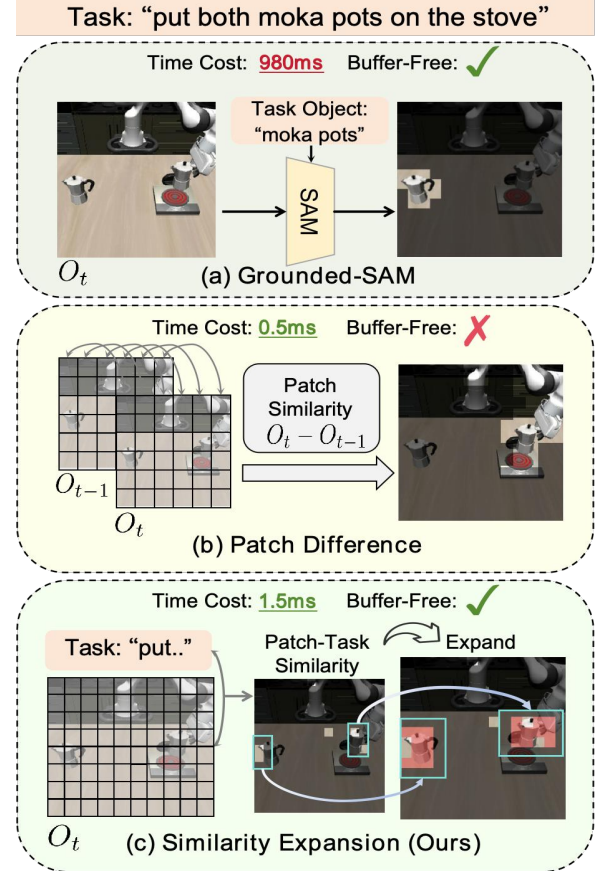 Task: “put both moka pots on the stove”
Time Cost: 980ms Buffer-Free: ✓
Task Object:
“moka pots”
SAM
O_t
(a) Grounded-SAM
Time Cost: 0.5ms Buffer-Free: ✗
Patch
Similarity
O_t − O_{t−1}
O_{t−1}
O_t
(b) Patch Difference
Time Cost: 1.5ms Buffer-Free: ✓
Task: “put..”
Patch-Task
Similarity
Expand
O_t
(c) Similarity Expansion (Ours)